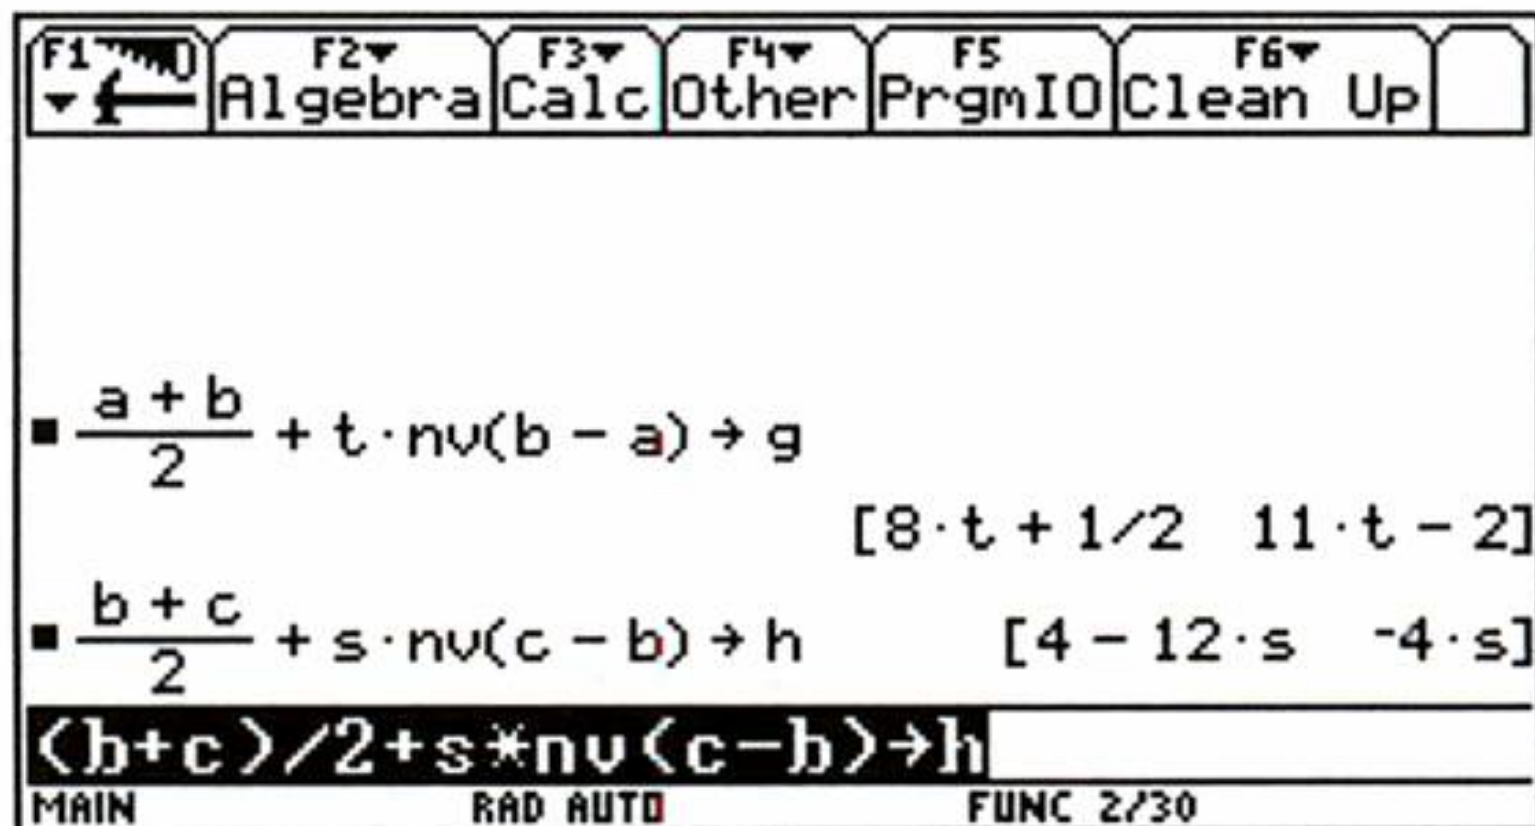 F1 F2 F3 F4 F5 F6
Algebra Calc Other PrgmIO Clean Up
▪ (a + b)/2 + t·nv(b − a) → g
[8·t + 1/2 11·t − 2]
▪ (b + c)/2 + s·nv(c − b) → h [4 − 12·s ⁻4·s]
(b+c)/2+s*nv(c-b)→h
MAIN RAD AUTO FUNC 2/30